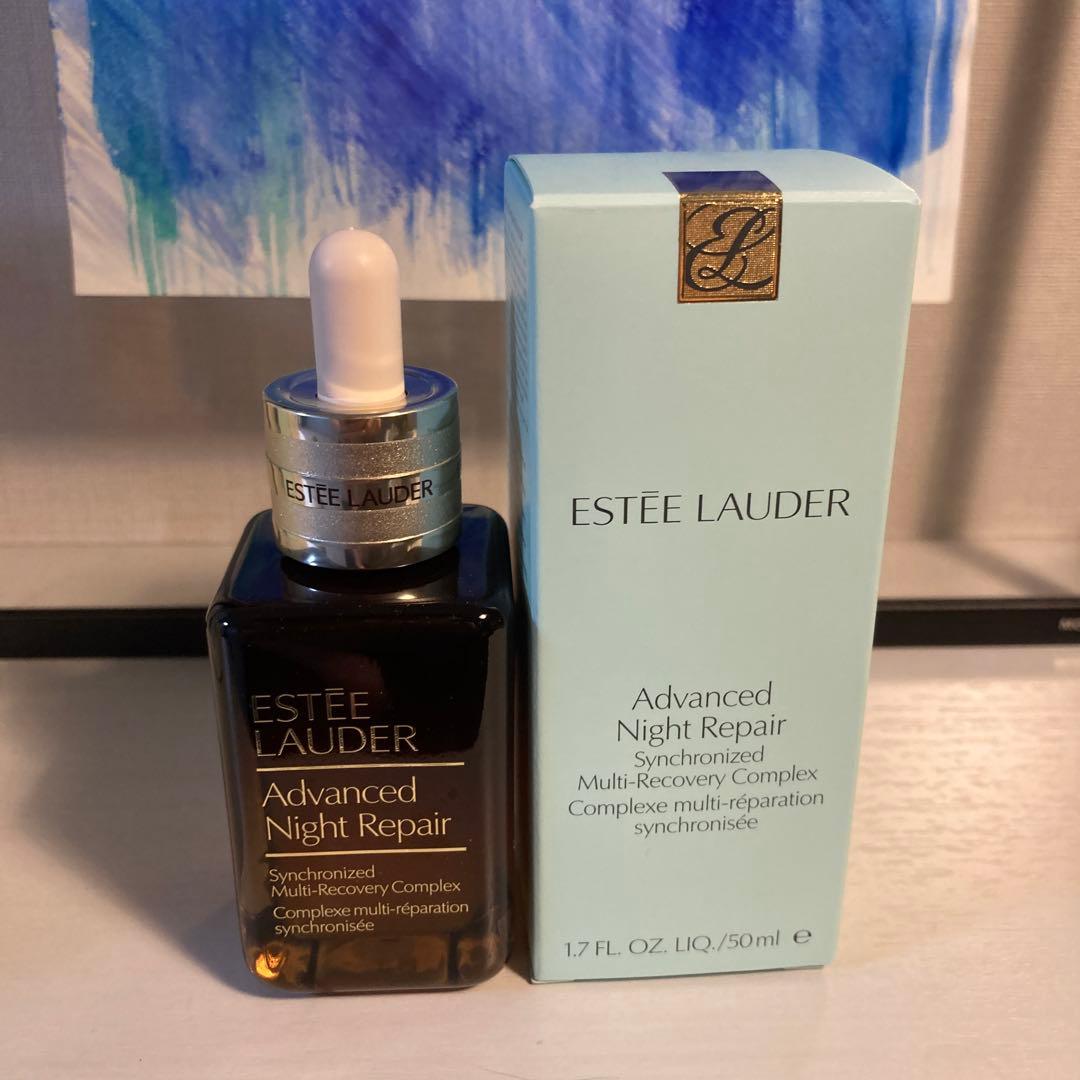 ESTĒE LAUDER
ESTĒE
LAUDER
Advanced
Night Repair
Synchronized
Multi-Recovery Complex
Complexe multi-réparation
synchronisée
EL
ESTĒE LAUDER
Advanced
Night Repair
Synchronized
Multi-Recovery Complex
Complexe multi-réparation
synchronisée
1.7 FL. OZ. LIQ./50 ml ℮